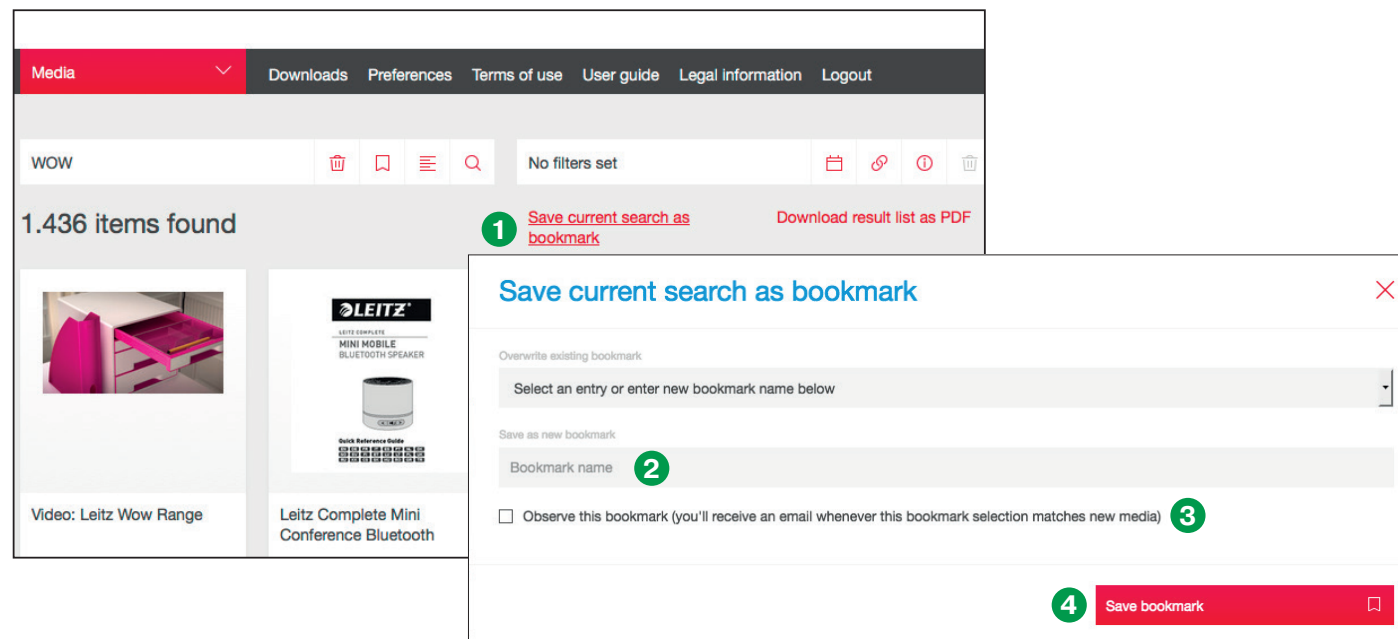 Media
Downloads Preferences Terms of use User guide Legal information Logout
WOW
No filters set
1.436 items found
1
Save current search as
bookmark
Download result list as PDF
LEITZ
LEITZ COMPLETE
MINI MOBILE
BLUETOOTH SPEAKER
Quick Reference Guide
Video: Leitz Wow Range
Leitz Complete Mini
Conference Bluetooth
Save current search as bookmark
Overwrite existing bookmark
Select an entry or enter new bookmark name below
Save as new bookmark
Bookmark name 2
Observe this bookmark (you'll receive an email whenever this bookmark selection matches new media) 3
4 Save bookmark